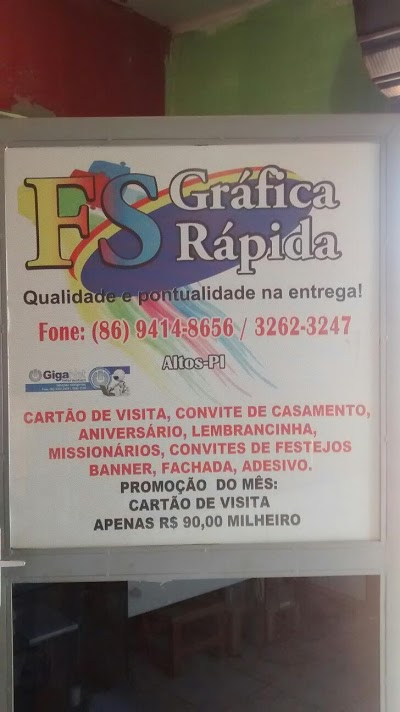 FS Gráfica
Rápida
Qualidade e pontualidade na entrega!
Fone: (86) 9414-8656 / 3262-3247
Altos-PI
GigaNet
CARTÃO DE VISITA, CONVITE DE CASAMENTO,
ANIVERSÁRIO, LEMBRANCINHA,
MISSIONÁRIOS, CONVITES DE FESTEJOS
BANNER, FACHADA, ADESIVO.
PROMOÇÃO DO MÊS:
CARTÃO DE VISITA
APENAS R$ 90,00 MILHEIRO